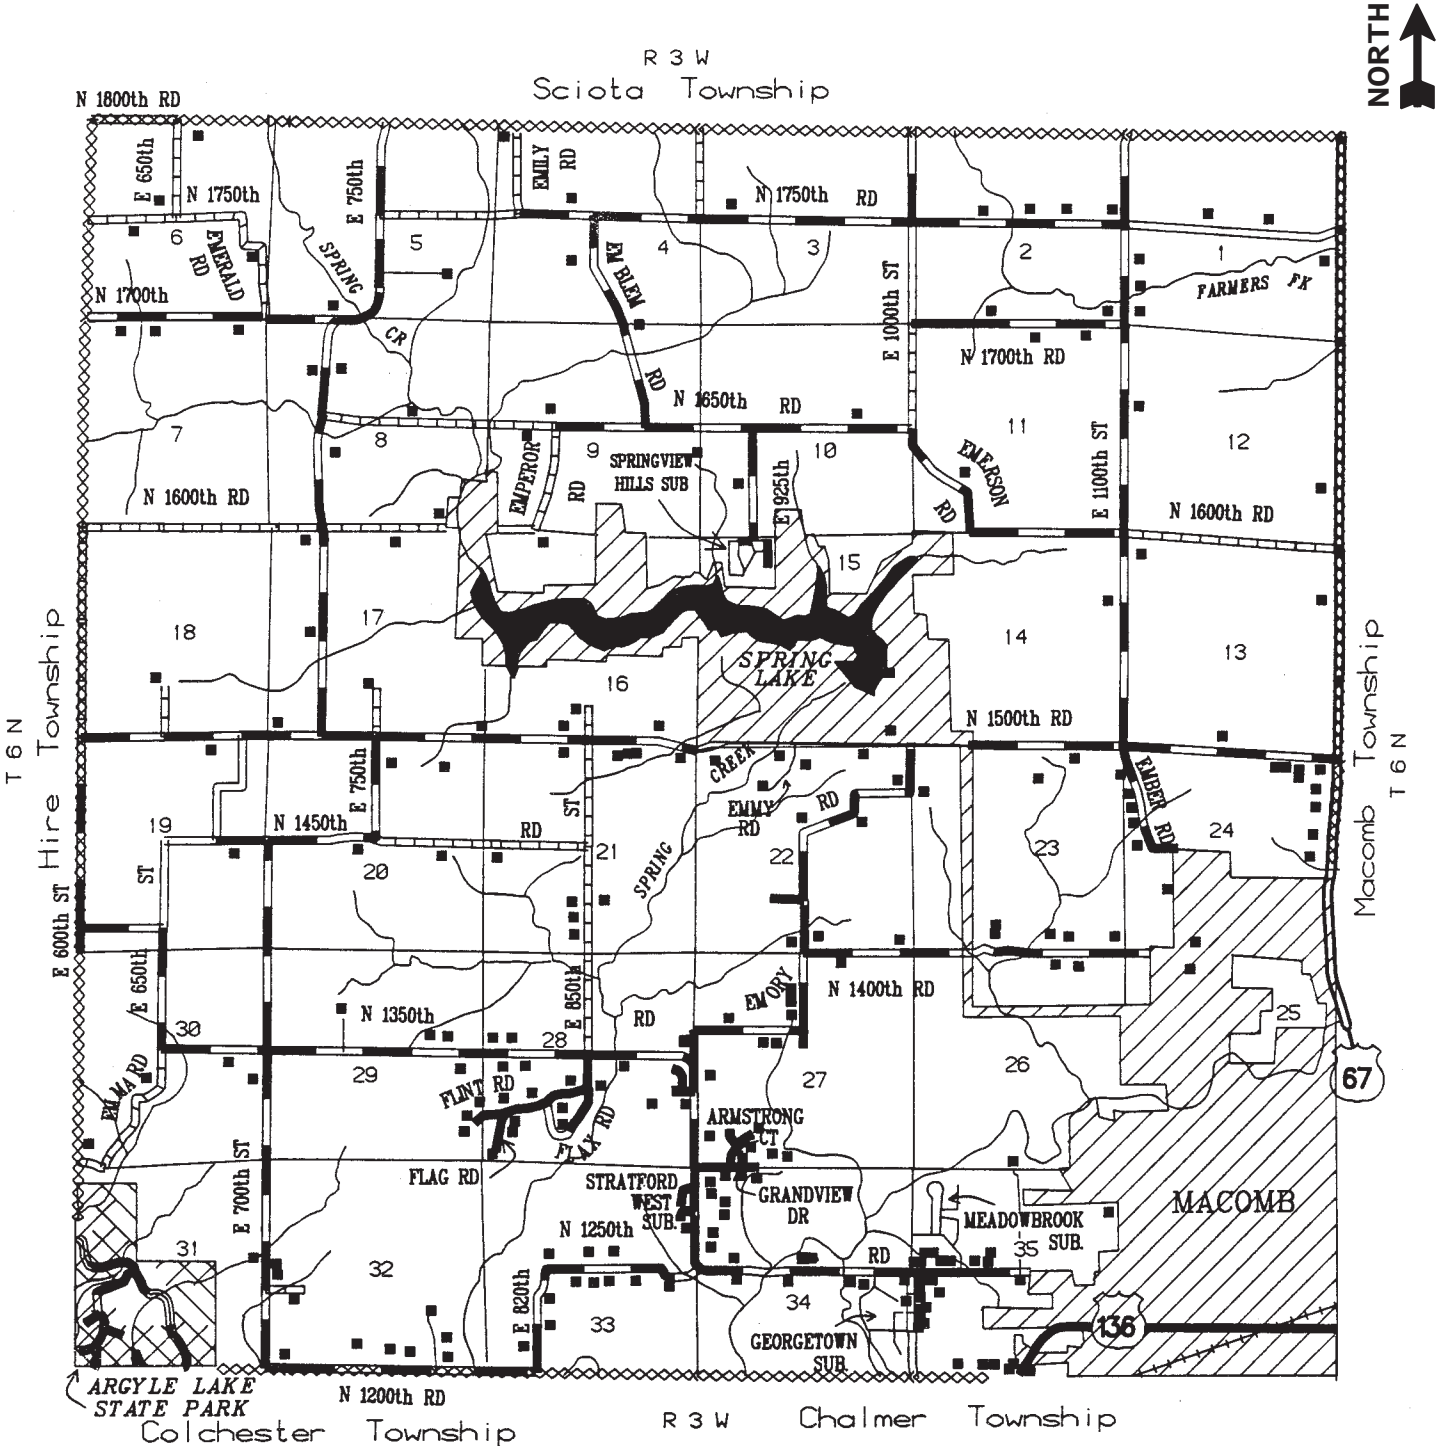 NORTH
R 3 W
Sciota Township
N 1800th RD
E 650th
N 1750th
E 750th
EMILY
RD
N 1750th RD
6
5
4
3
2
1
EMERALD
RD
SPRING
EMBLEM
E 1000th ST
FARMERS FK
N 1700th
CR
N 1700th RD
RD
N 1650th RD
7
8
9
10
11
12
EMPEROR
RD
SPRINGVIEW
HILLS SUB
E 925th
EMERSON
RD
E 1100th ST
N 1600th RD
N 1600th RD
15
18
17
16
14
13
SPRING
LAKE
Hire Township
T 6 N
Macomb Township
T 6 N
N 1500th RD
E 750th
ST
CREEK
EMMY
RD
RD
EMBER
RD
19
N 1450th RD
20
21
22
23
24
ST
SPRING
E 600th ST
E 650th
E 850th
EMORY
RD
N 1400th RD
25
30
N 1350th
28
29
27
26
67
EMMA RD
FLINT RD
FLAX RD
FLAG RD
ARMSTRONG
CT
STRATFORD
WEST
SUB.
GRANDVIEW
DR
MEADOWBROOK
SUB.
MACOMB
E 700th ST
N 1250th
RD
31
32
33
34
35
E 820th
GEORGETOWN
SUB.
136
ARGYLE LAKE
STATE PARK
N 1200th RD
Colchester Township
R 3 W
Chalmer Township